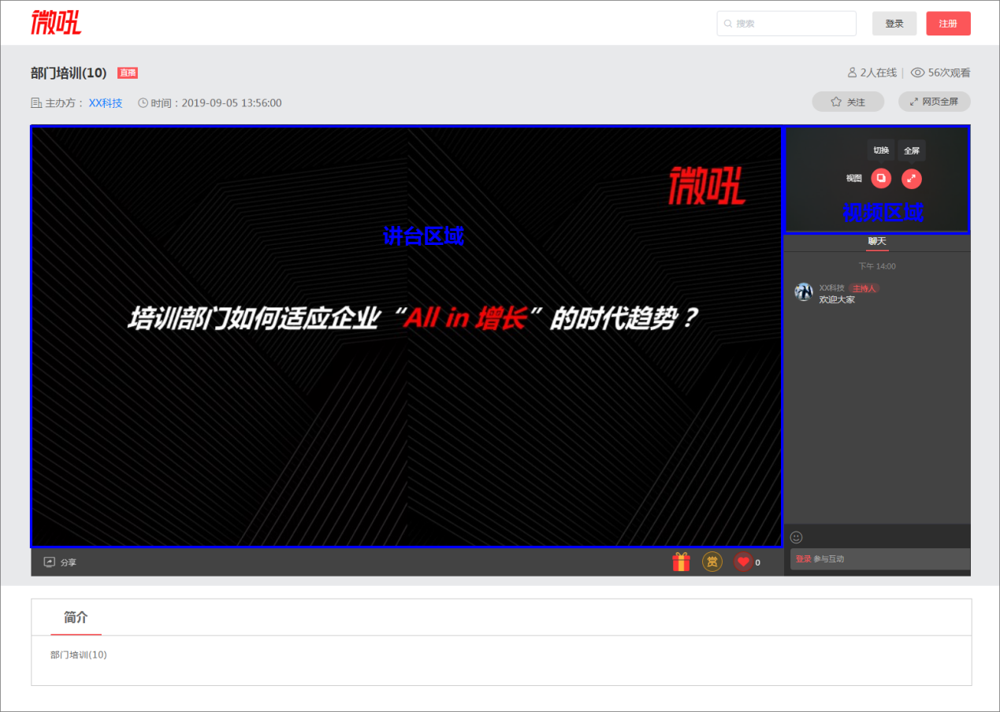 微吼
搜索
登录
注册
部门培训(10) 直播
2人在线 | 56次观看
主办方： XX科技 时间：2019-09-05 13:56:00
关注
网页全屏
微吼
讲台区域
培训部门如何适应企业“All in 增长”的时代趋势？
切换 全屏
视图
视频区域
聊天
下午 14:00
XX科技 主持人
欢迎大家
分享
赏
0
登录 参与互动
简介
部门培训(10)